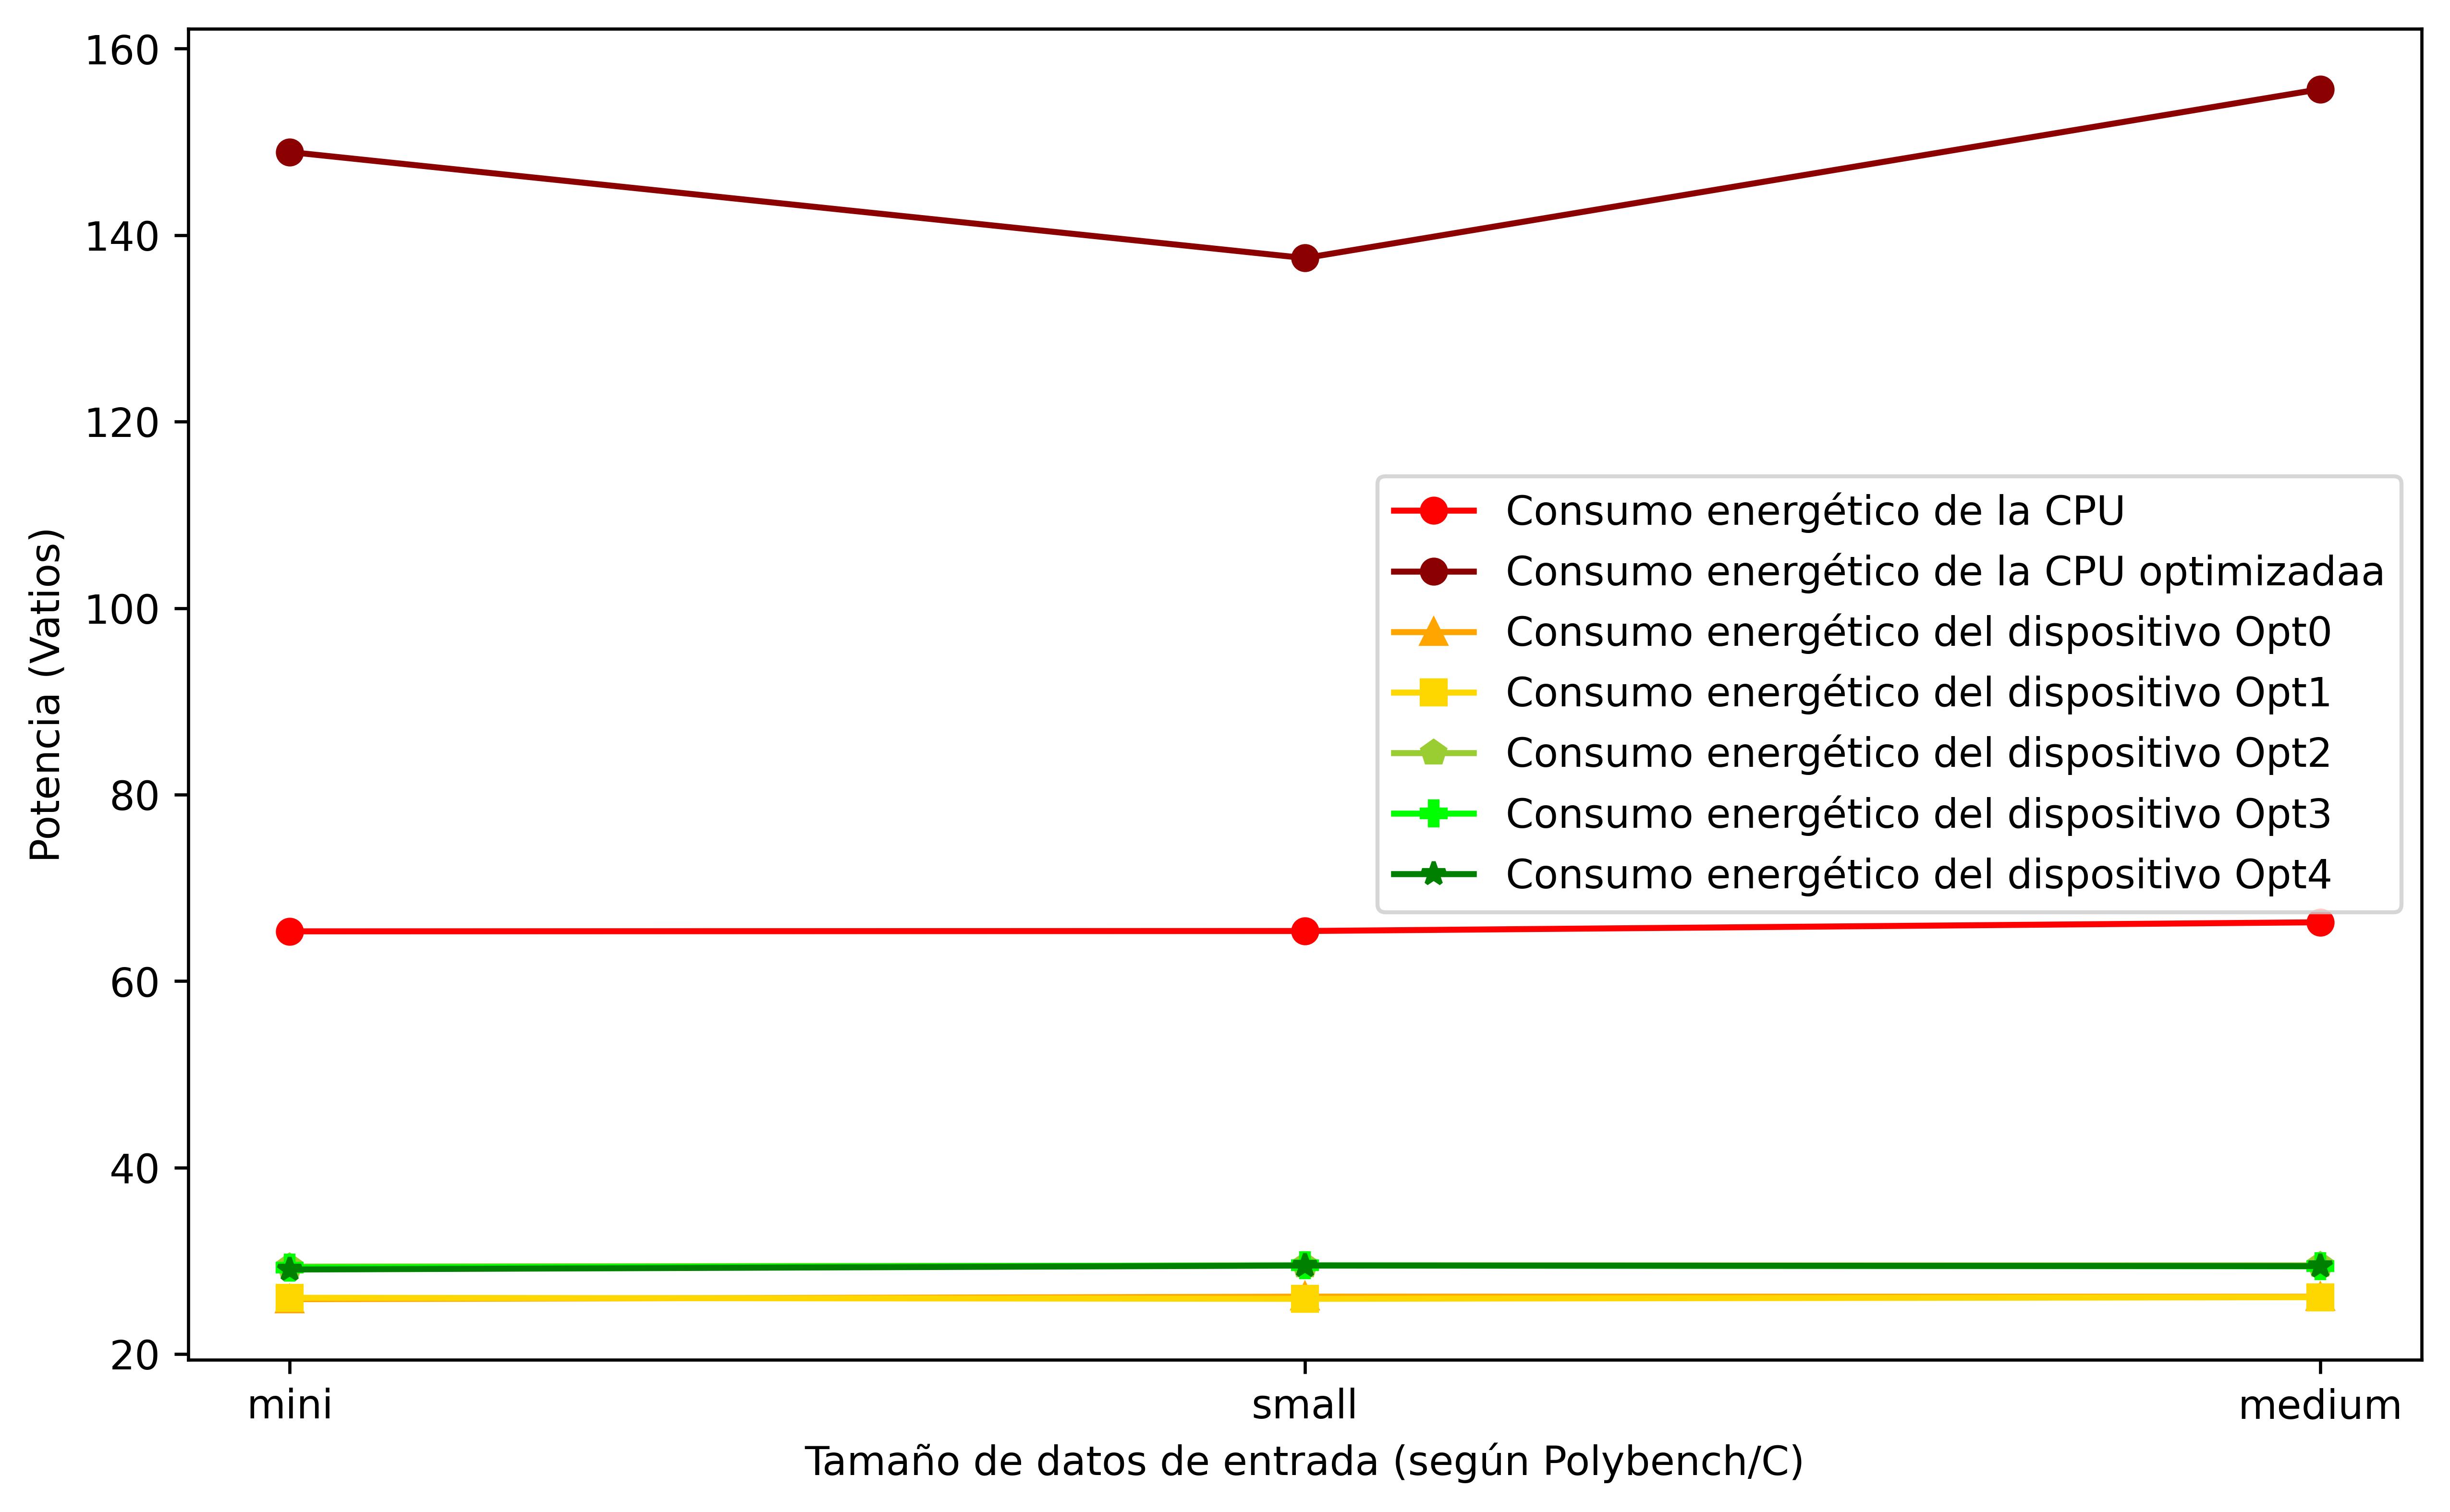 160
140
120
100
80
60
40
20
Potencia (Vatios)
Consumo energético de la CPU
Consumo energético de la CPU optimizadaa
Consumo energético del dispositivo Opt0
Consumo energético del dispositivo Opt1
Consumo energético del dispositivo Opt2
Consumo energético del dispositivo Opt3
Consumo energético del dispositivo Opt4
mini small medium
Tamaño de datos de entrada (según Polybench/C)